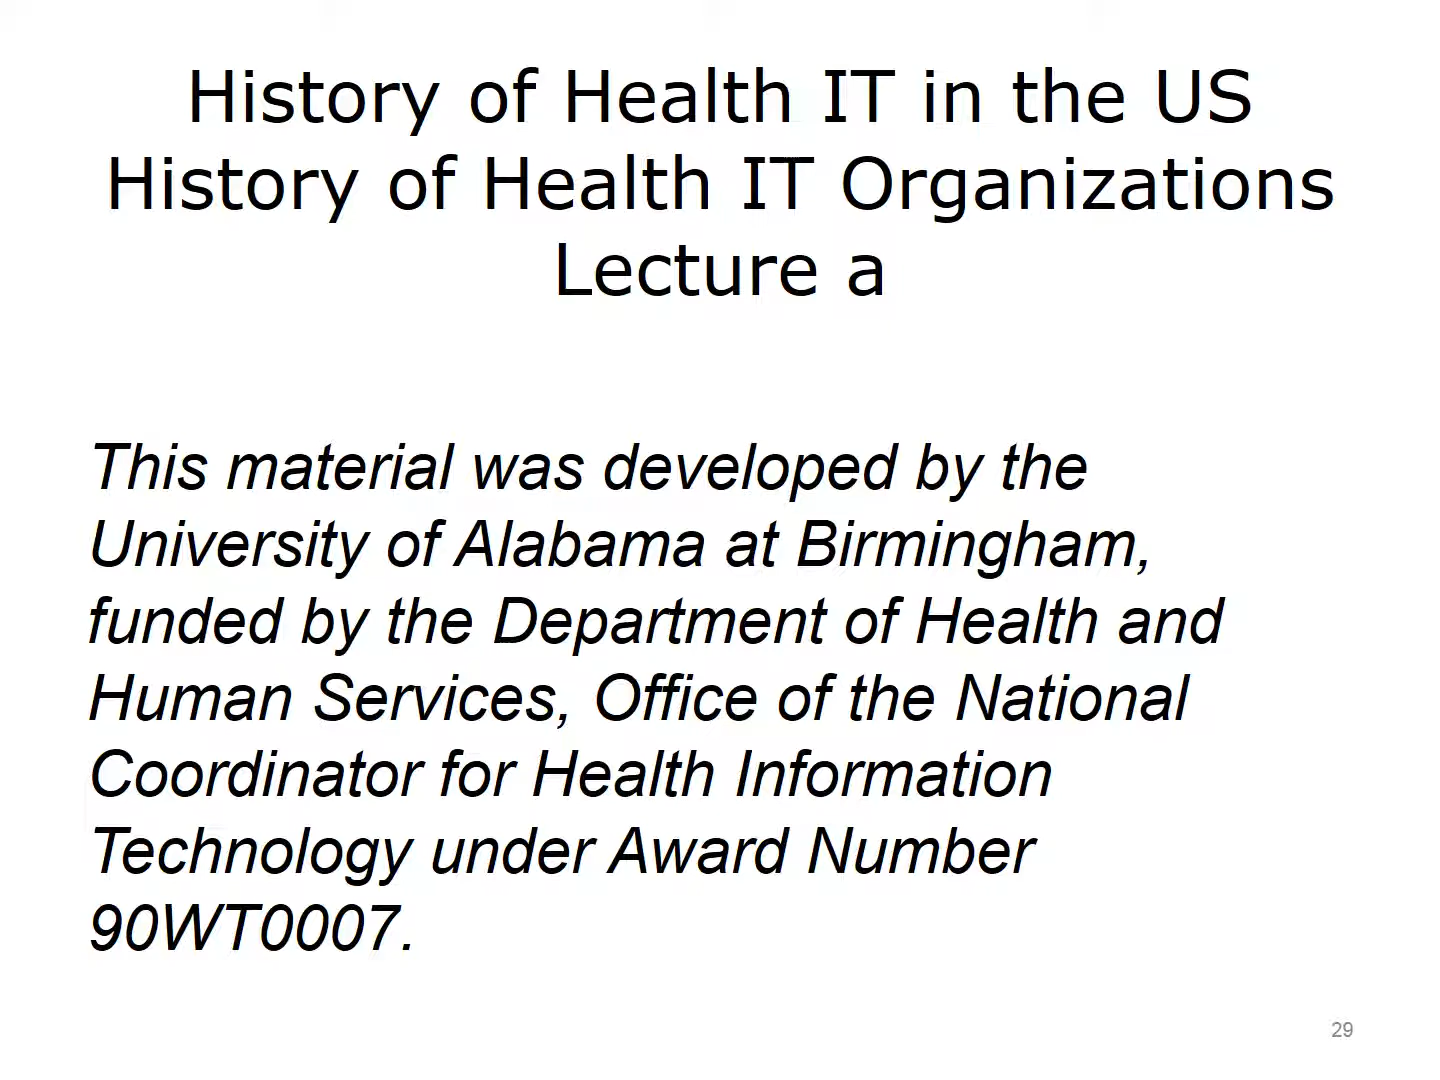 History of Health IT in the US
History of Health IT Organizations
Lecture a
This material was developed by the
University of Alabama at Birmingham,
funded by the Department of Health and
Human Services, Office of the National
Coordinator for Health Information
Technology under Award Number
90WT0007.
29